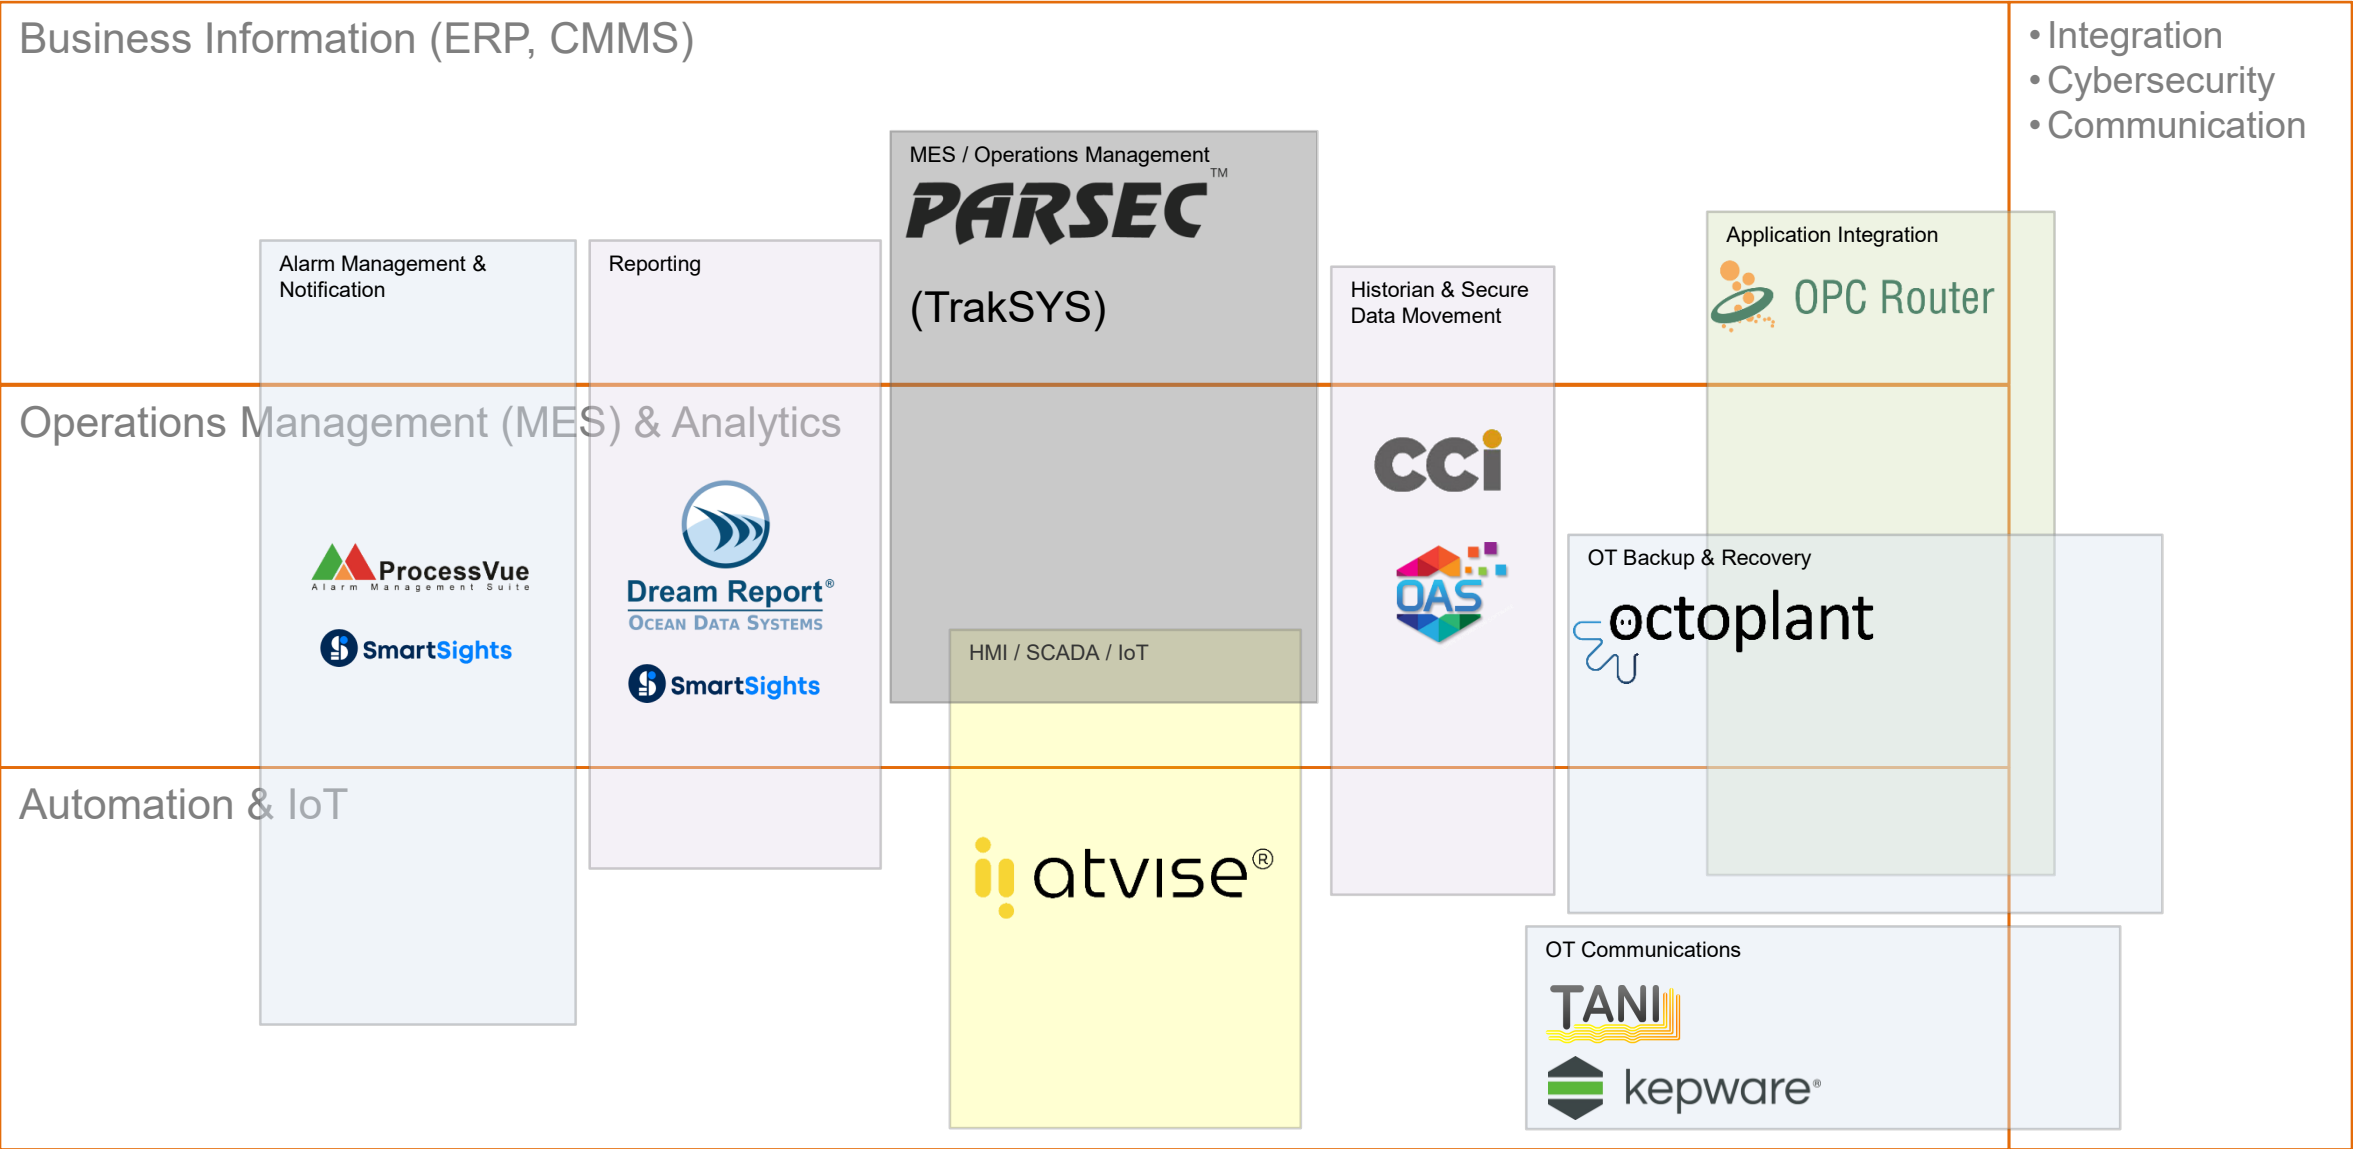 Business Information (ERP, CMMS)
• Integration
• Cybersecurity
• Communication
MES / Operations Management
PARSEC™
(TrakSYS)
Application Integration
OPC Router
Alarm Management &
Notification
Reporting
Historian & Secure
Data Movement
Operations Management (MES) & Analytics
CCi
ProcessVue
Alarm Management Suite
SmartSights
Dream Report®
OCEAN DATA SYSTEMS
SmartSights
OAS
OT Backup & Recovery
octoplant
HMI / SCADA / IoT
Automation & IoT
atvise®
OT Communications
TANI
kepware®